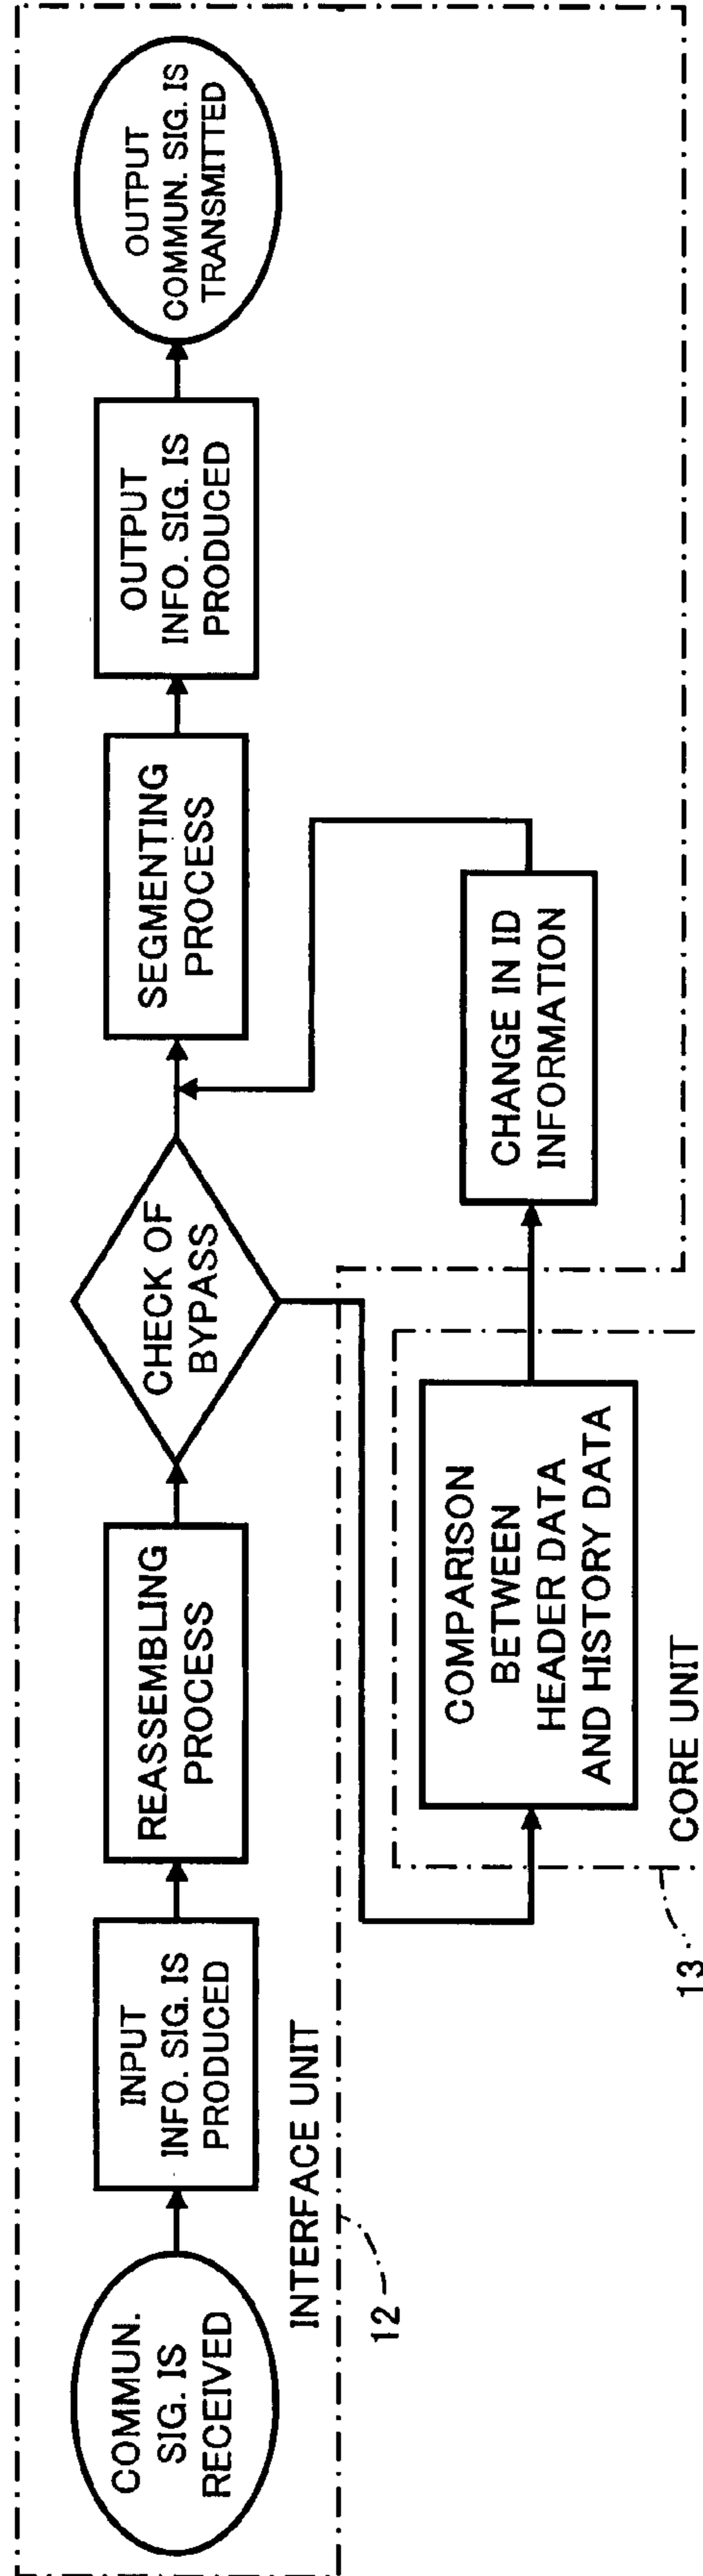 COMMUN.
SIG. IS
RECEIVED
INPUT
INFO. SIG. IS
PRODUCED
REASSEMBLING
PROCESS
CHECK OF
BYPASS
SEGMENTING
PROCESS
OUTPUT
INFO. SIG. IS
PRODUCED
OUTPUT
COMMUN. SIG. IS
TRANSMITTED
INTERFACE UNIT
12
COMPARISON
BETWEEN
HEADER DATA
AND HISTORY DATA
CHANGE IN ID
INFORMATION
CORE UNIT
13